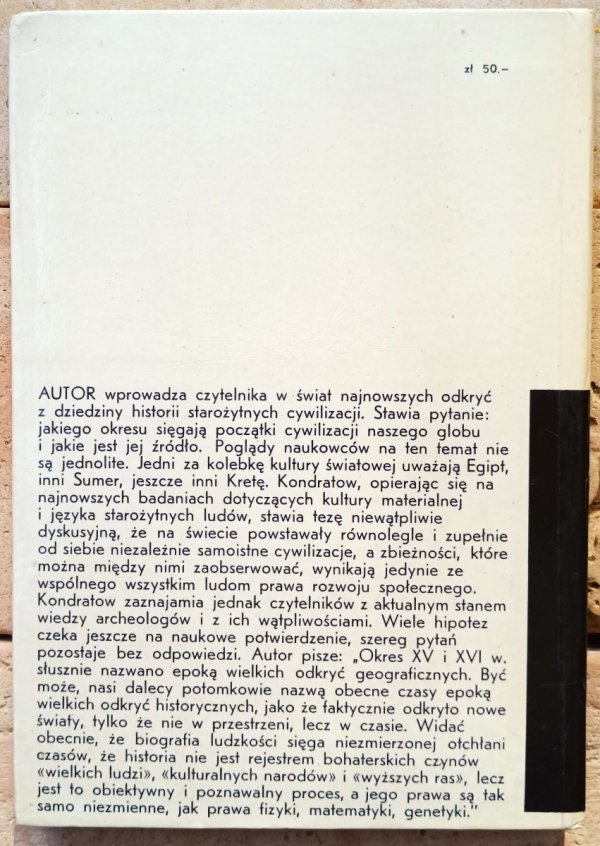 zł 50.–
AUTOR wprowadza czytelnika w świat najnowszych odkryć
z dziedziny historii starożytnych cywilizacji. Stawia pytanie:
jakiego okresu sięgają początki cywilizacji naszego globu
i jakie jest jej źródło. Poglądy naukowców na ten temat nie
są jednolite. Jedni za kolebkę kultury światowej uważają Egipt,
inni Sumer, jeszcze inni Kretę. Kondratow, opierając się na
najnowszych badaniach dotyczących kultury materialnej
i języka starożytnych ludów, stawia tezę niewątpliwie
dyskusyjną, że na świecie powstawały równolegle i zupełnie
od siebie niezależnie samoistne cywilizacje, a zbieżności, które
można między nimi zaobserwować, wynikają jedynie ze
wspólnego wszystkim ludom prawa rozwoju społecznego.
Kondratow zaznajamia jednak czytelników z aktualnym stanem
wiedzy archeologów i z ich wątpliwościami. Wiele hipotez
czeka jeszcze na naukowe potwierdzenie, szereg pytań
pozostaje bez odpowiedzi. Autor pisze: „Okres XV i XVI w.
słusznie nazwano epoką wielkich odkryć geograficznych. Być
może, nasi dalecy potomkowie nazwą obecne czasy epoką
wielkich odkryć historycznych, jako że faktycznie odkryto nowe
światy, tylko że nie w przestrzeni, lecz w czasie. Widać
obecnie, że biografia ludzkości sięga niezmierzonej otchłani
czasów, że historia nie jest rejestrem bohaterskich czynów
«wielkich ludzi», «kulturalnych narodów» i «wyższych ras», lecz
jest to obiektywny i poznawalny proces, a jego prawa są tak
samo niezmienne, jak prawa fizyki, matematyki, genetyki.”